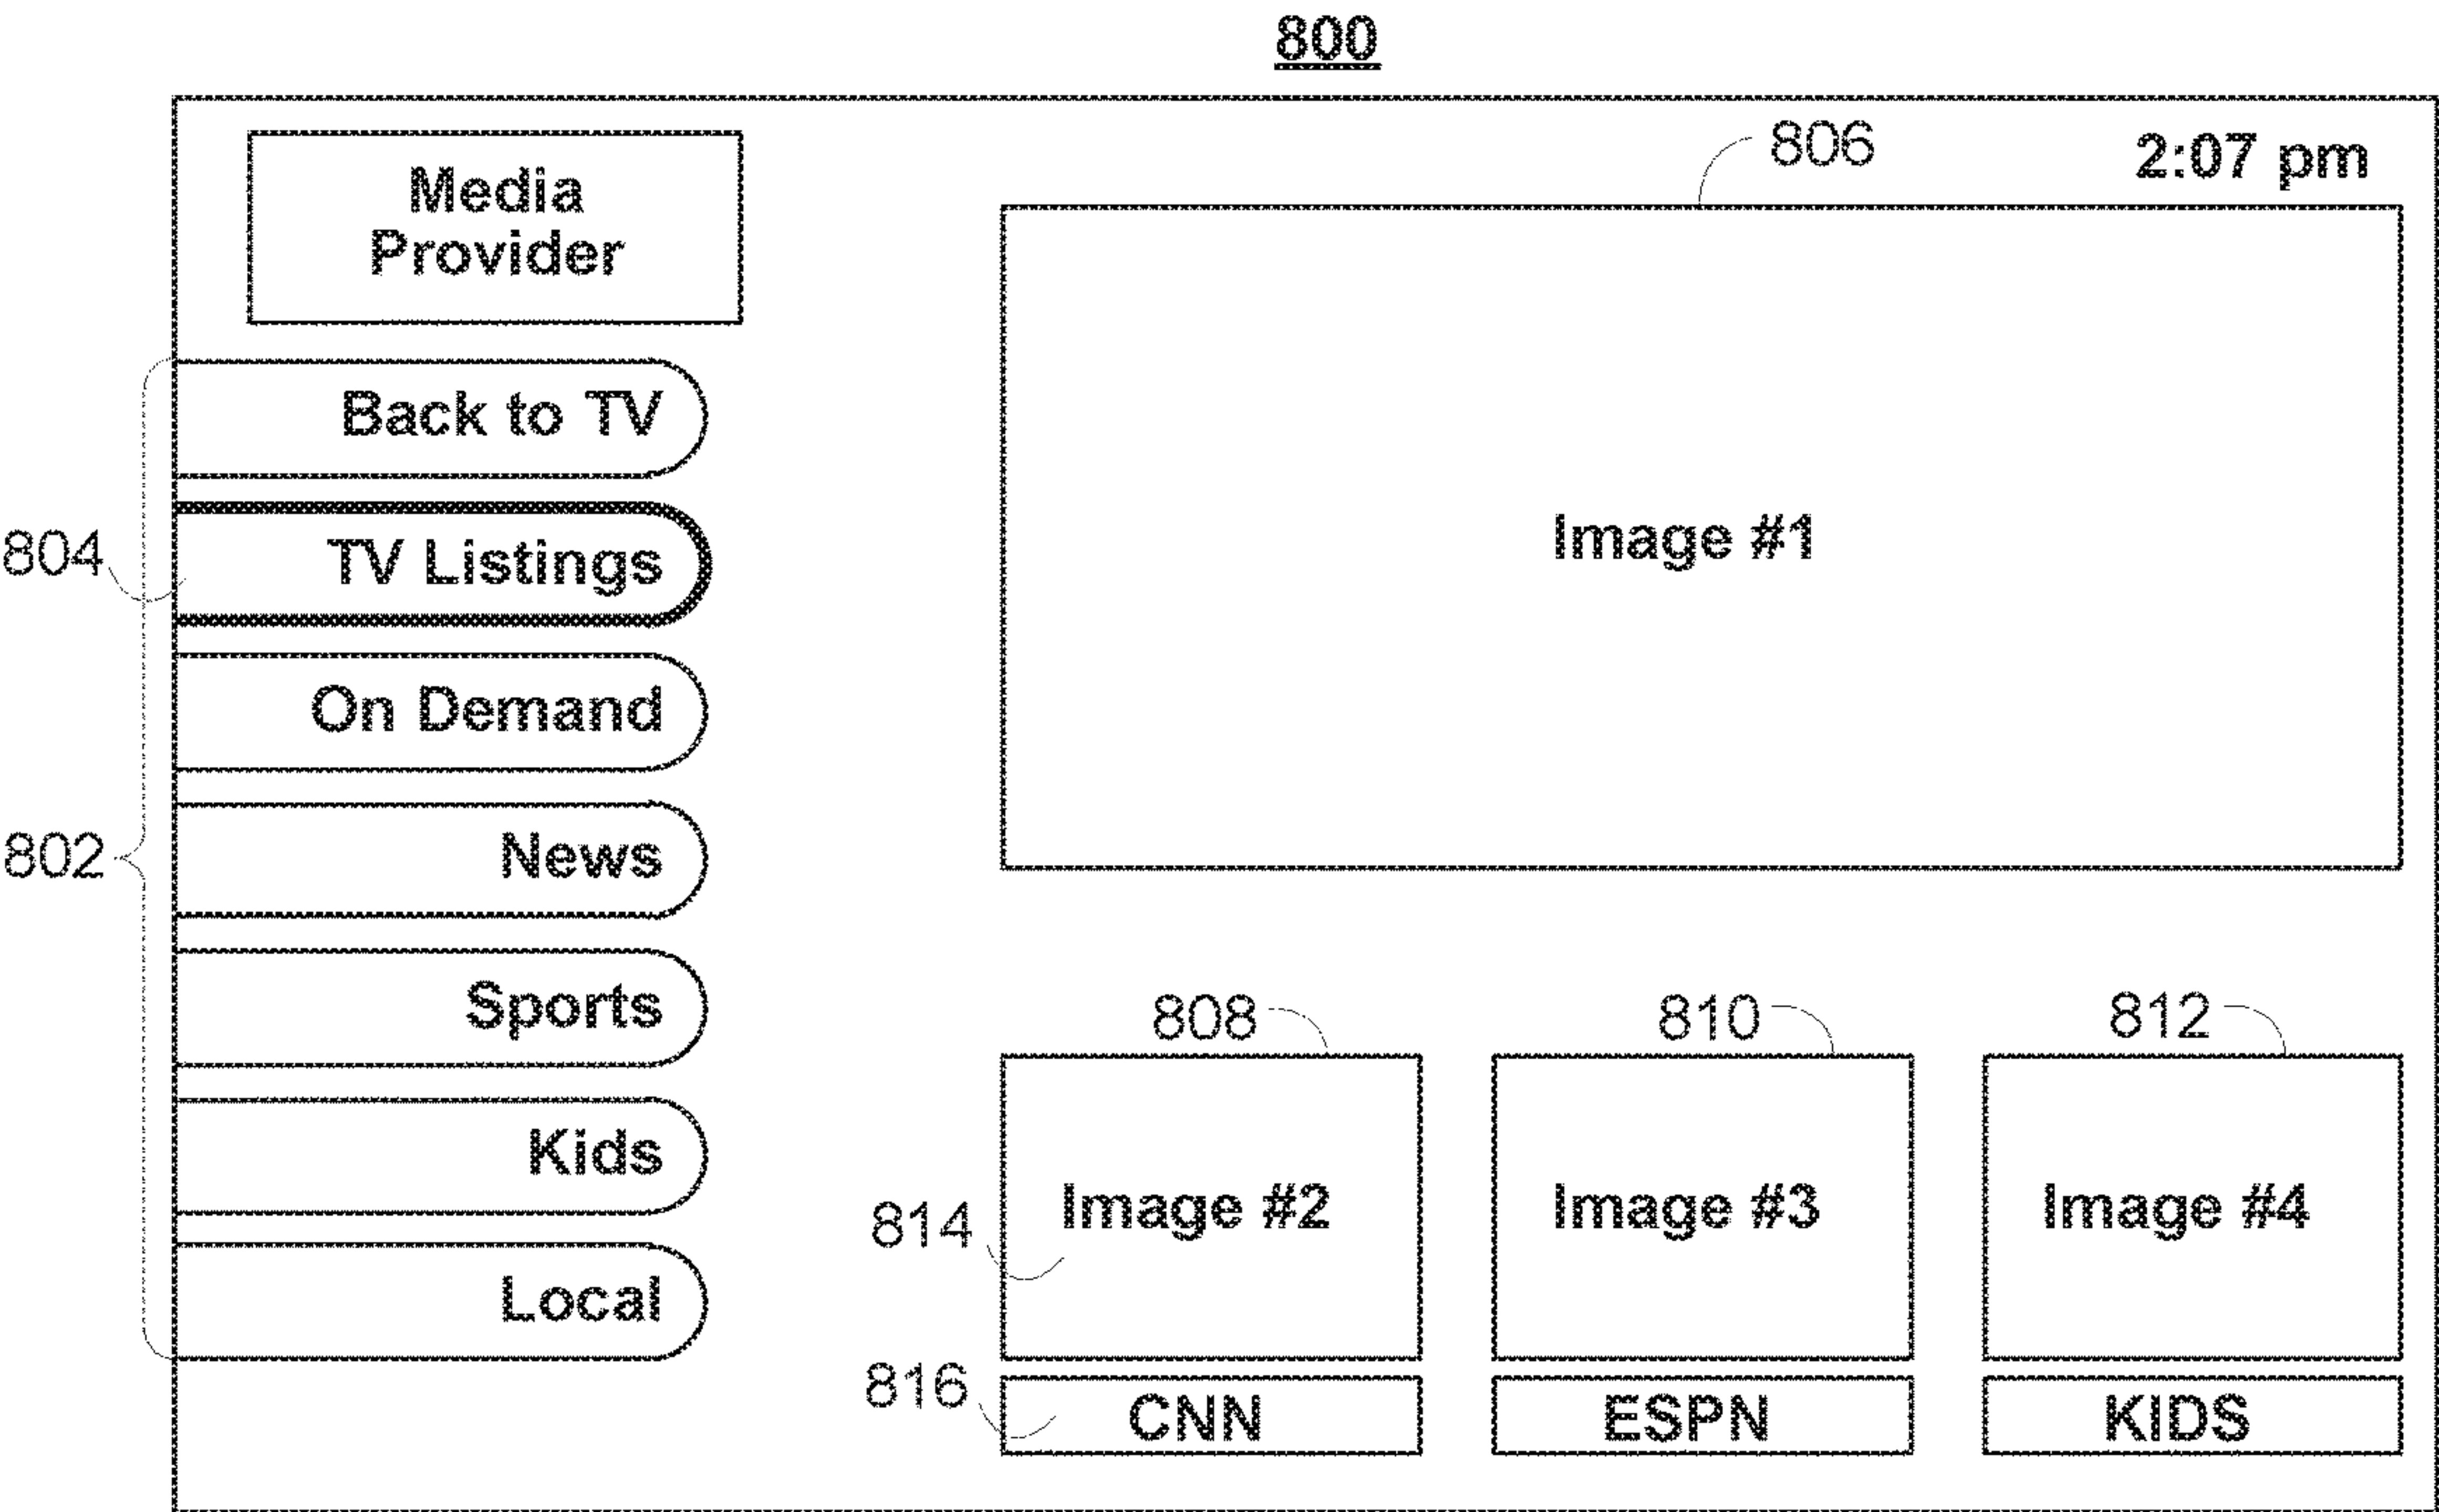 800
Media
Provider
806
2:07 pm
Back to TV
804
TV Listings
Image #1
On Demand
802
News
Sports
808
810
812
Kids
814
Image #2
Image #3
Image #4
Local
816
CNN
ESPN
KIDS